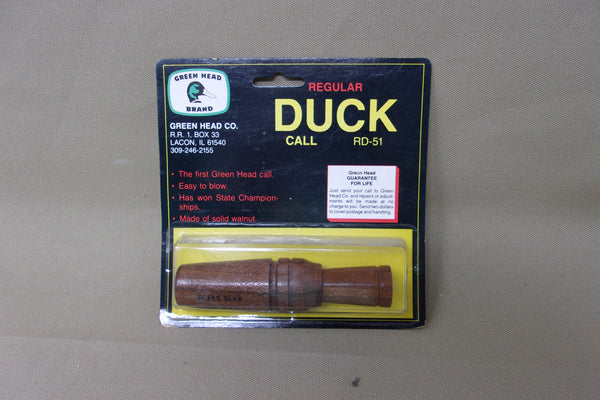 GREEN HEAD
BRAND
GREEN HEAD CO.
R.R. 1, BOX 33
LACON, IL 61540
309-246-2155
REGULAR
DUCK
CALL RD-51
• The first Green Head call.
• Easy to blow.
• Has won State Champion-
ships.
• Made of solid walnut.
Green Head
GUARANTEE
FOR LIFE
Just send your call to Green
Head Co. and repairs or adjust-
ments will be made at no
charge to you. Send two dollars
to cover postage and handling.